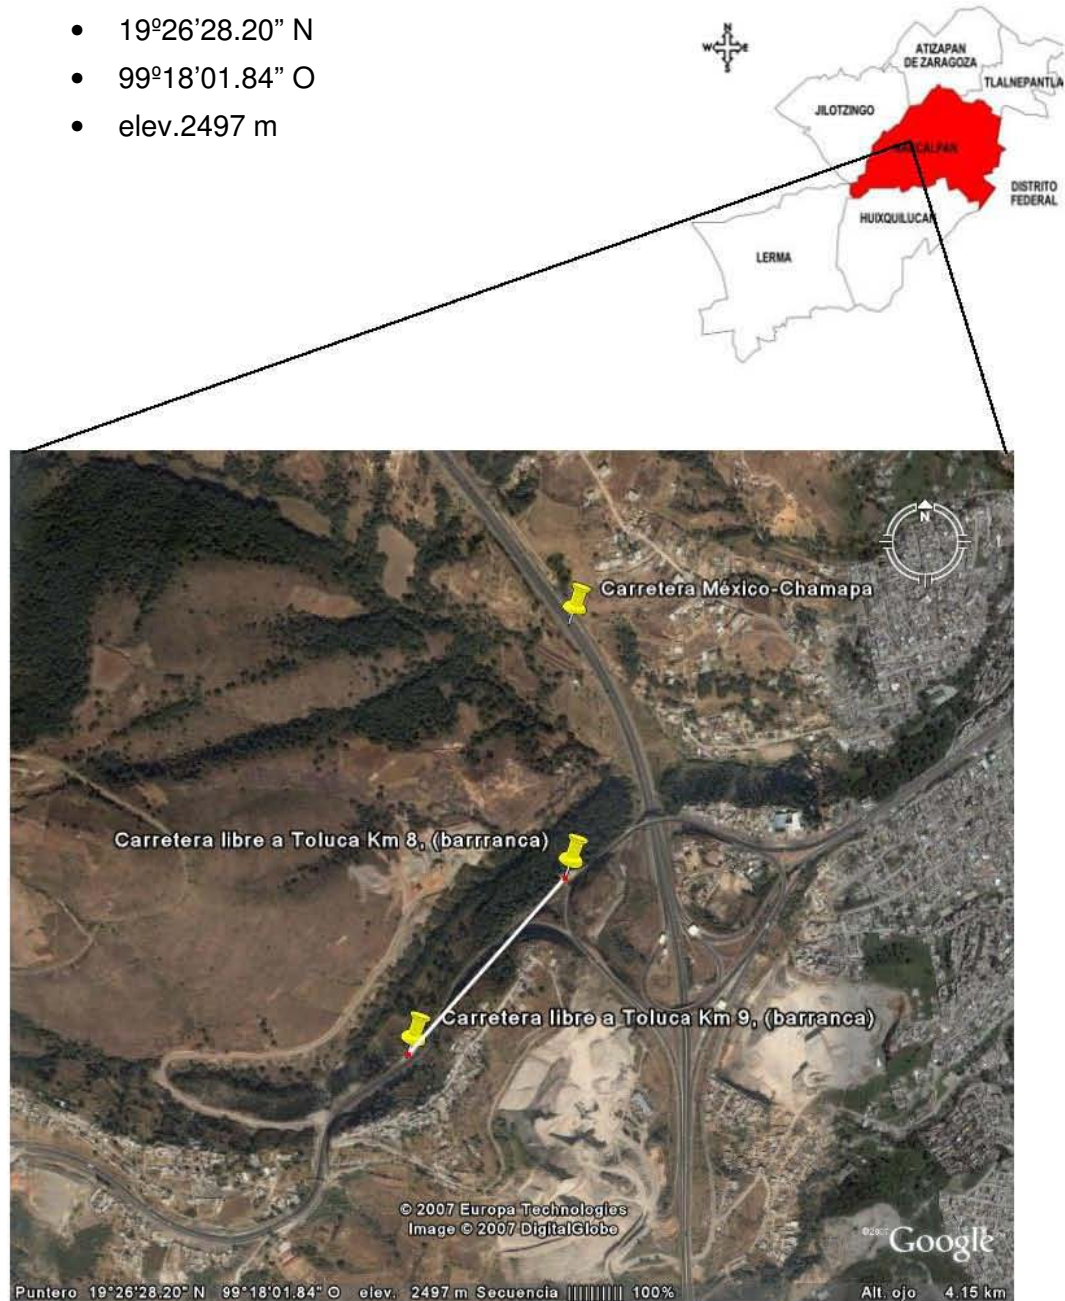 • 19º26’28.20” N
• 99º18’01.84” O
• elev.2497 m
N
W E
S
ATIZAPAN
DE ZARAGOZA
TLALNEPANTLA
JILOTZINGO
NAUCALPAN
DISTRITO
FEDERAL
HUIXQUILUCAN
LERMA
N
Carretera México-Chamapa
Carretera libre a Toluca Km 8, (barrranca)
Carretera libre a Toluca Km 9, (barranca)
© 2007 Europa Technologies
Image © 2007 DigitalGlobe
©2007 Google
Puntero 19°26'28.20" N 99°18'01.84" O elev. 2497 m Secuencia |||||||||| 100% Alt. ojo 4.15 km